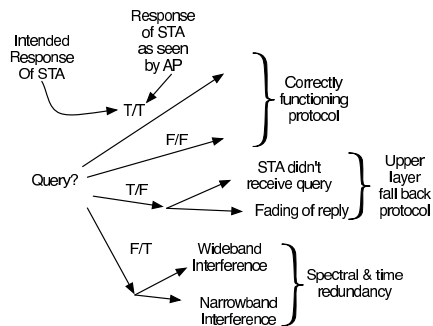 Response
of STA
as seen
by AP
Intended
Response
Of STA
T/T
Correctly
functioning
protocol
F/F
Query?
T/F
STA didn't
receive query
Fading of reply
Upper
layer
fall back
protocol
F/T
Wideband
Interference
Narrowband
Interference
Spectral & time
redundancy